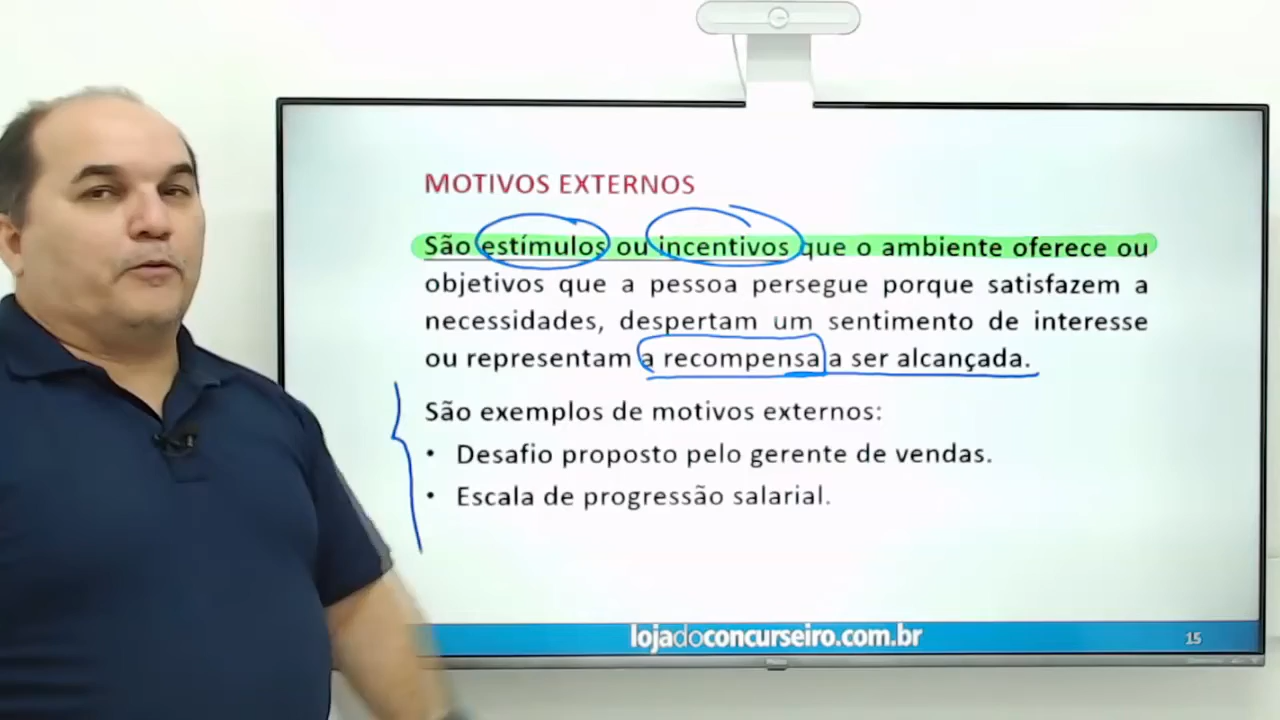 MOTIVOS EXTERNOS
São estímulos ou incentivos que o ambiente oferece ou
objetivos que a pessoa persegue porque satisfazem a
necessidades, despertam um sentimento de interesse
ou representam a recompensa a ser alcançada.
São exemplos de motivos externos:
• Desafio proposto pelo gerente de vendas.
• Escala de progressão salarial.
lojadoconcurseiro.com.br
15